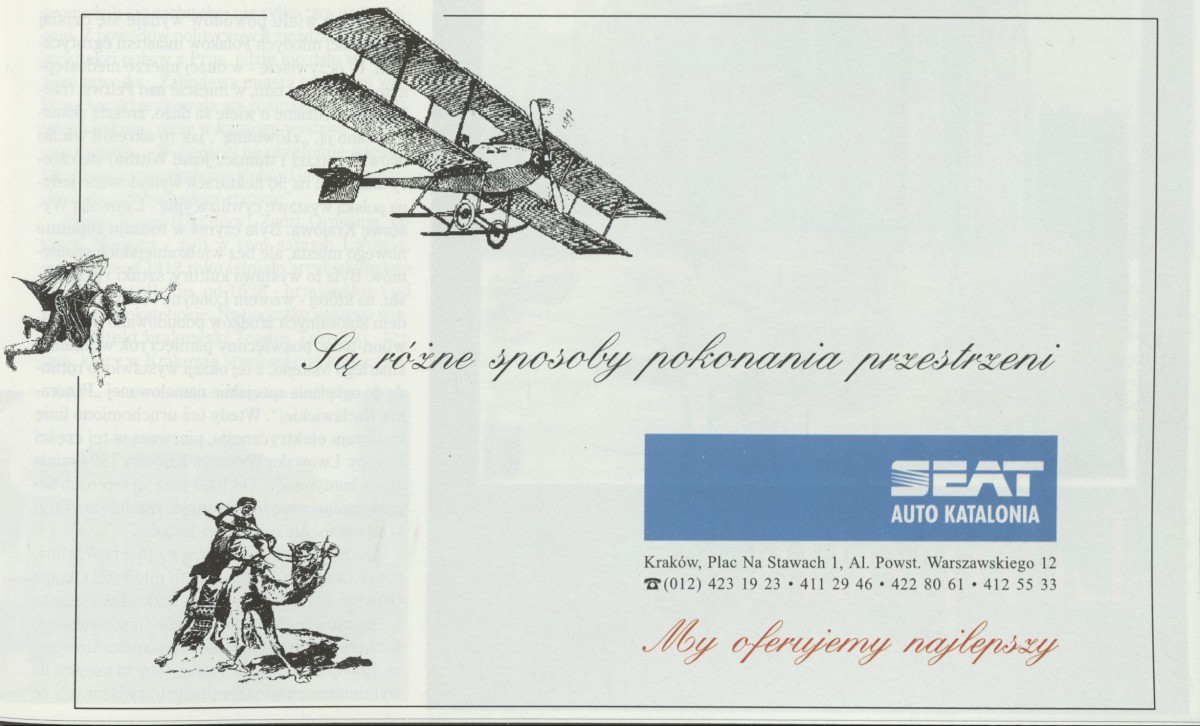 Są różne sposoby pokonania przestrzeni
SEAT
AUTO KATALONIA
Kraków, Plac Na Stawach 1, Al. Powst. Warszawskiego 12
☎(012) 423 19 23 • 411 29 46 • 422 80 61 • 412 55 33
My oferujemy najlepszy